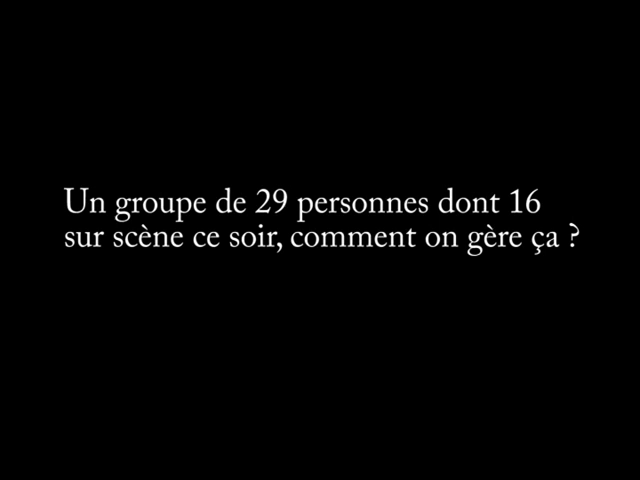 Un groupe de 29 personnes dont 16
sur scène ce soir, comment on gère ça ?